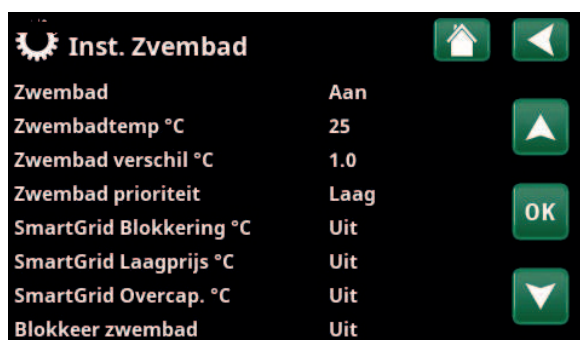 Inst. Zvembad
Zwembad Aan
Zwembadtemp °C 25
Zwembad verschil °C 1.0
Zwembad prioriteit Laag
SmartGrid Blokkering °C Uit
SmartGrid Laagprijs °C Uit
SmartGrid Overcap. °C Uit
Blokkeer zwembad Uit
OK